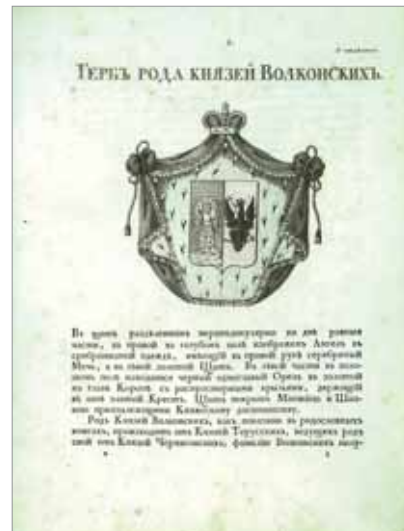 Гербъ рода князей Волконскихъ.
Въ щитѣ раздѣленномъ перпендикулярно на двѣ равныя
части, въ правой въ голубомъ полѣ изображенъ Ангелъ въ
сребротканной одеждѣ, имѣющій въ правой рукѣ серебряный
Мечь, а въ лѣвой золотой Щитъ. Въ лѣвой части въ золо-
томъ полѣ находится черный одноглавый Орелъ въ золотой
на главѣ Коронѣ съ распростертыми крыльями, держащій
въ лапѣ золотой Крестъ. Щитъ покрытъ Мантіею и Шап-
кою принадлежащими Княжескому достоинству.
Родъ Князей Волконскихъ, какъ показано въ родословныхъ
книгахъ, происходитъ отъ Князей Торусскихъ, ведущихъ родъ
свой отъ Князей Черниговскихъ, фамилія Волконскихъ